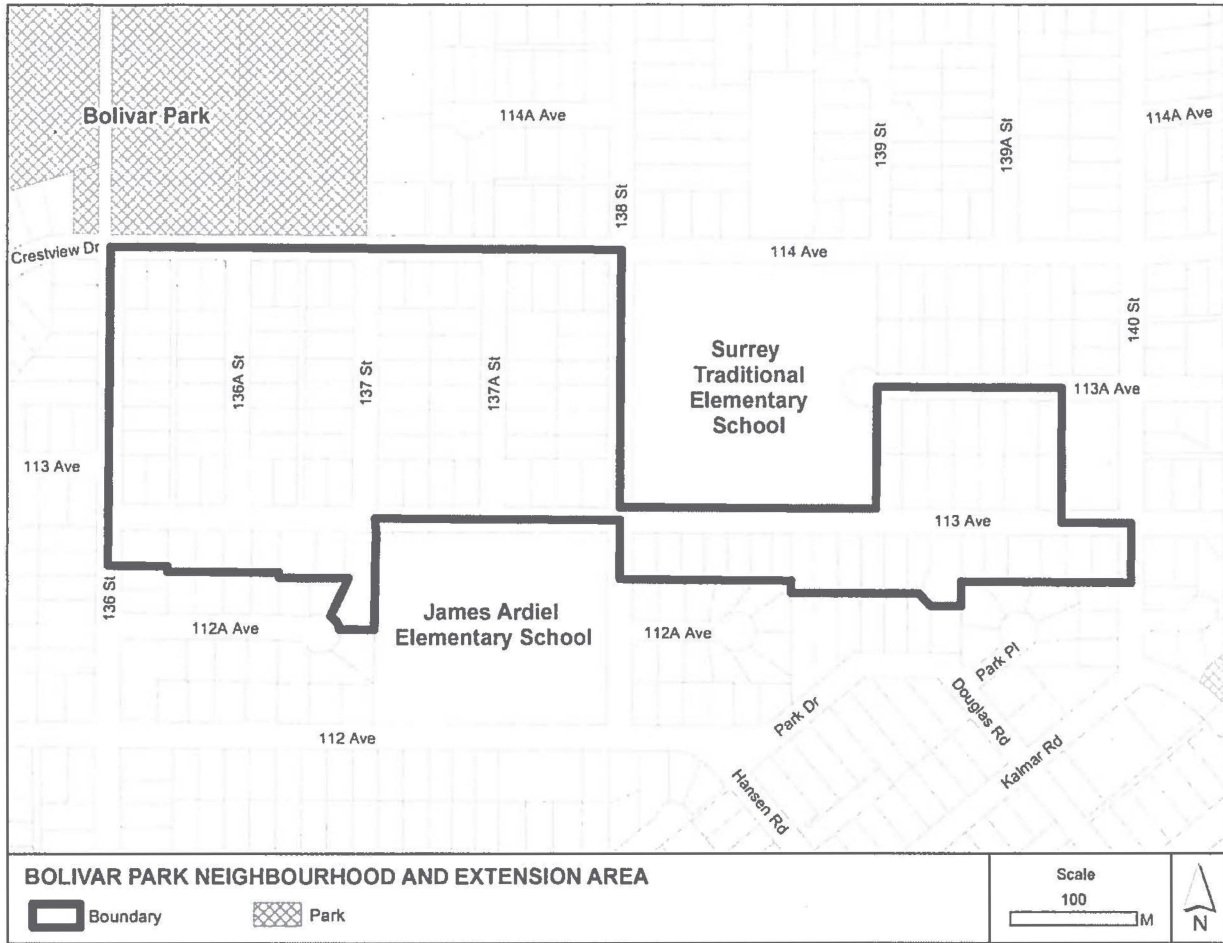 Bolivar Park
114A Ave
114A Ave
139 St
139A St
138 St
Crestview Dr
114 Ave
140 St
136A St
137 St
137A St
Surrey
Traditional
Elementary
School
113A Ave
113 Ave
113 Ave
136 St
112A Ave
James Ardiel
Elementary School
112A Ave
Park Pl
Park Dr
Douglas Rd
Kalmar Rd
112 Ave
Hansen Rd
BOLIVAR PARK NEIGHBOURHOOD AND EXTENSION AREA
Boundary
Park
Scale
100
M
N